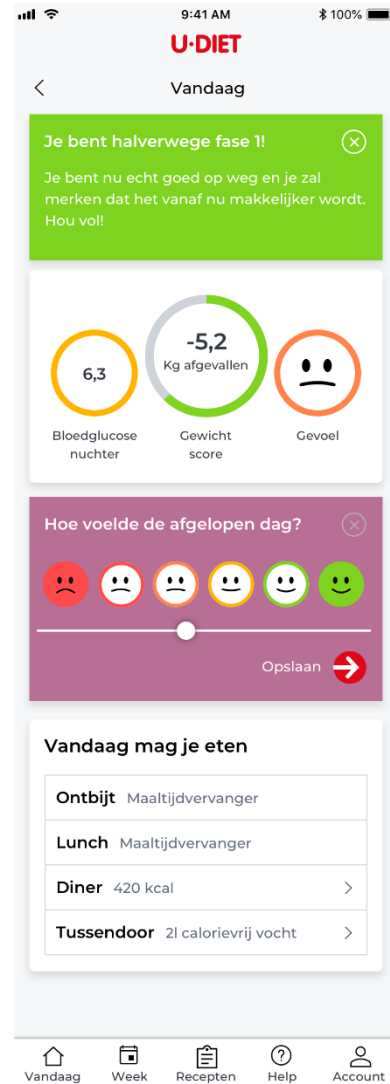 9:41 AM
100%
U·DIET
Vandaag
Je bent halverwege fase 1!
Je bent nu echt goed op weg en je zal
merken dat het vanaf nu makkelijker wordt.
Hou vol!
6,3
-5,2
Kg afgevallen
Bloedglucose
nuchter
Gewicht
score
Gevoel
Hoe voelde de afgelopen dag?
Opslaan
Vandaag mag je eten
Ontbijt Maaltijdvervanger
Lunch Maaltijdvervanger
Diner 420 kcal
Tussendoor 2l calorievrij vocht
Vandaag Week Recepten Help Account